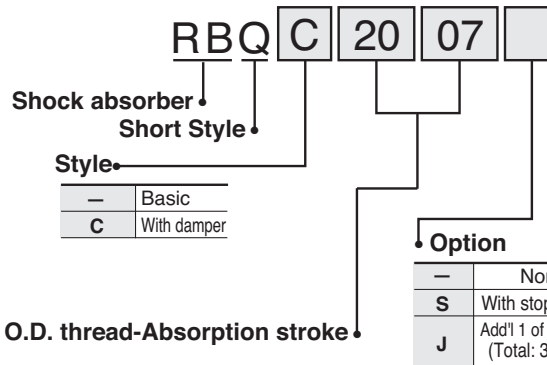 RBQ C 20 07
Shock absorber
Short Style
Style
— Basic
C With damper
Option
—
S With
J Add'l 1 of
(Total: 3
O.D. thread-Absorption stroke